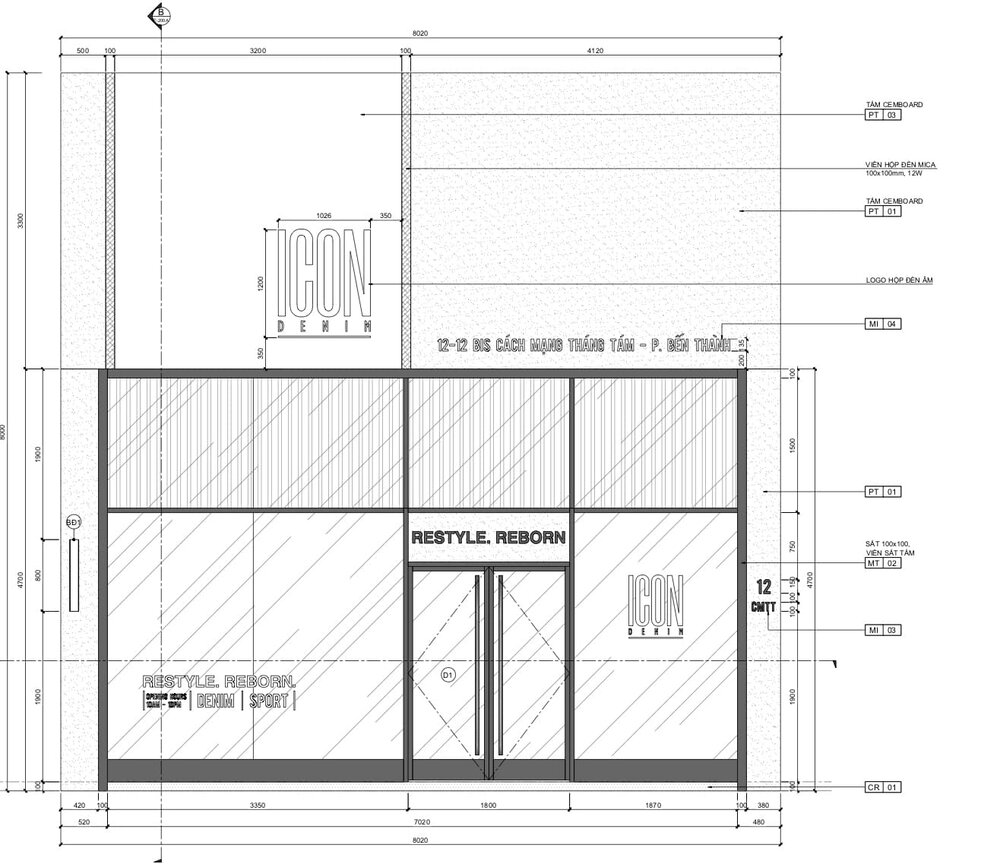 B
8020
500
100
3200
100
4120
TẤM CEMBOARD
PT 03
VIỀN HỘP ĐÈN MICA
100x100mm, 12W
TẤM CEMBOARD
PT 01
3300
1026
350
ICON
DENIM
1200
350
LOGO HỘP ĐÈN ÂM
MI 04
12-12 BIS CÁCH MẠNG THÁNG TÁM - P. BẾN THÀNH
135
200
100
8000
1900
1500
PT 01
BĐ1
RESTYLE, REBORN
750
SẮT 100x100,
VIỀN SẮT TẤM
MT 02
4700
800
ICON
DENIM
12
CMTT
150
100
100
4700
MI 03
D1
RESTYLE. REBORN.
OPENING HOURS
10AM - 10PM
DENIM
SPORT
1900
1900
100
100
CR 01
420
100
3350
1800
1870
100
380
520
7020
480
8020